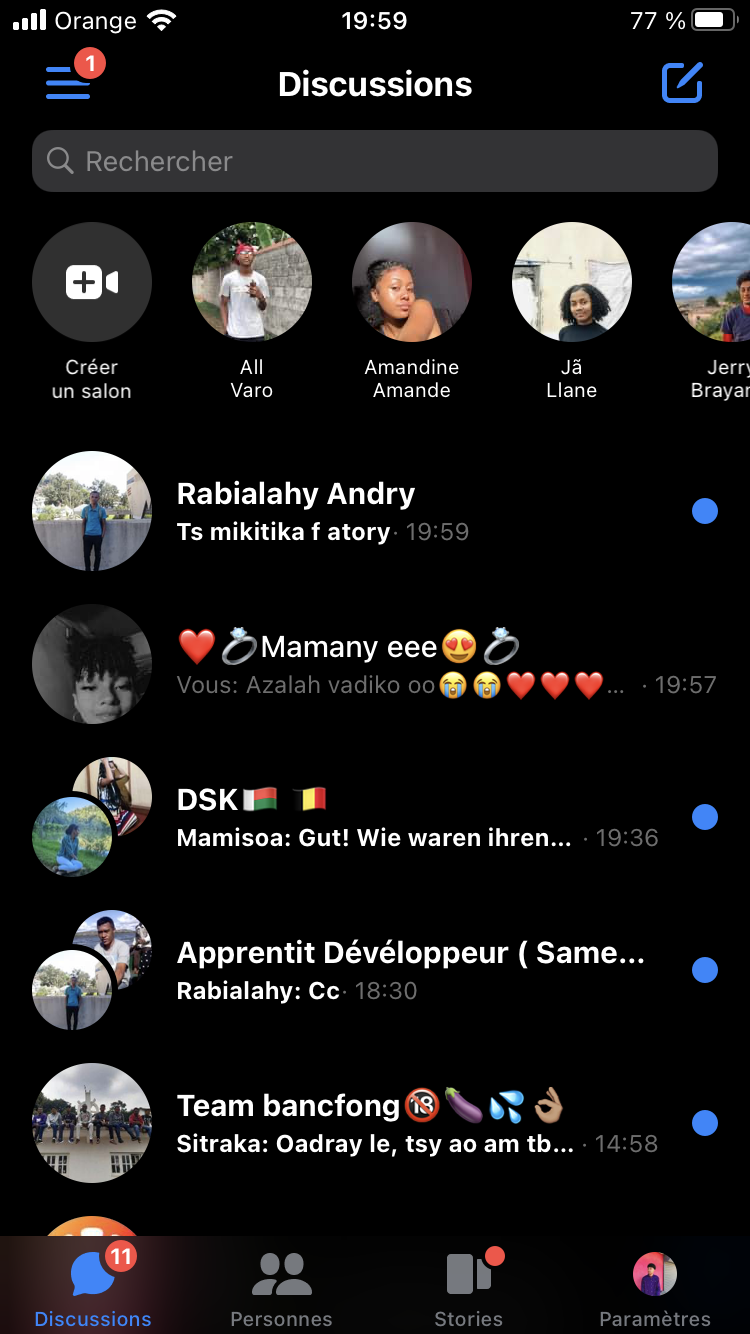 Orange 19:59 77 %
1
Discussions
Rechercher
Créer
un salon
All
Varo
Amandine
Amande
Jã
Llane
Jerry
Brayan
Rabialahy Andry
Ts mikitika f atory · 19:59
❤️💍Mamany eee😍💍
Vous: Azalah vadiko oo😭😭❤️❤️❤️... · 19:57
DSK🇲🇬 🇧🇪
Mamisoa: Gut! Wie waren ihren... · 19:36
Apprentit Dévéloppeur ( Same...
Rabialahy: Cc · 18:30
Team bancfong🔞🍆💦👌🏽
Sitraka: Oadray le, tsy ao am tb... · 14:58
11
Discussions
Personnes
Stories
Paramètres